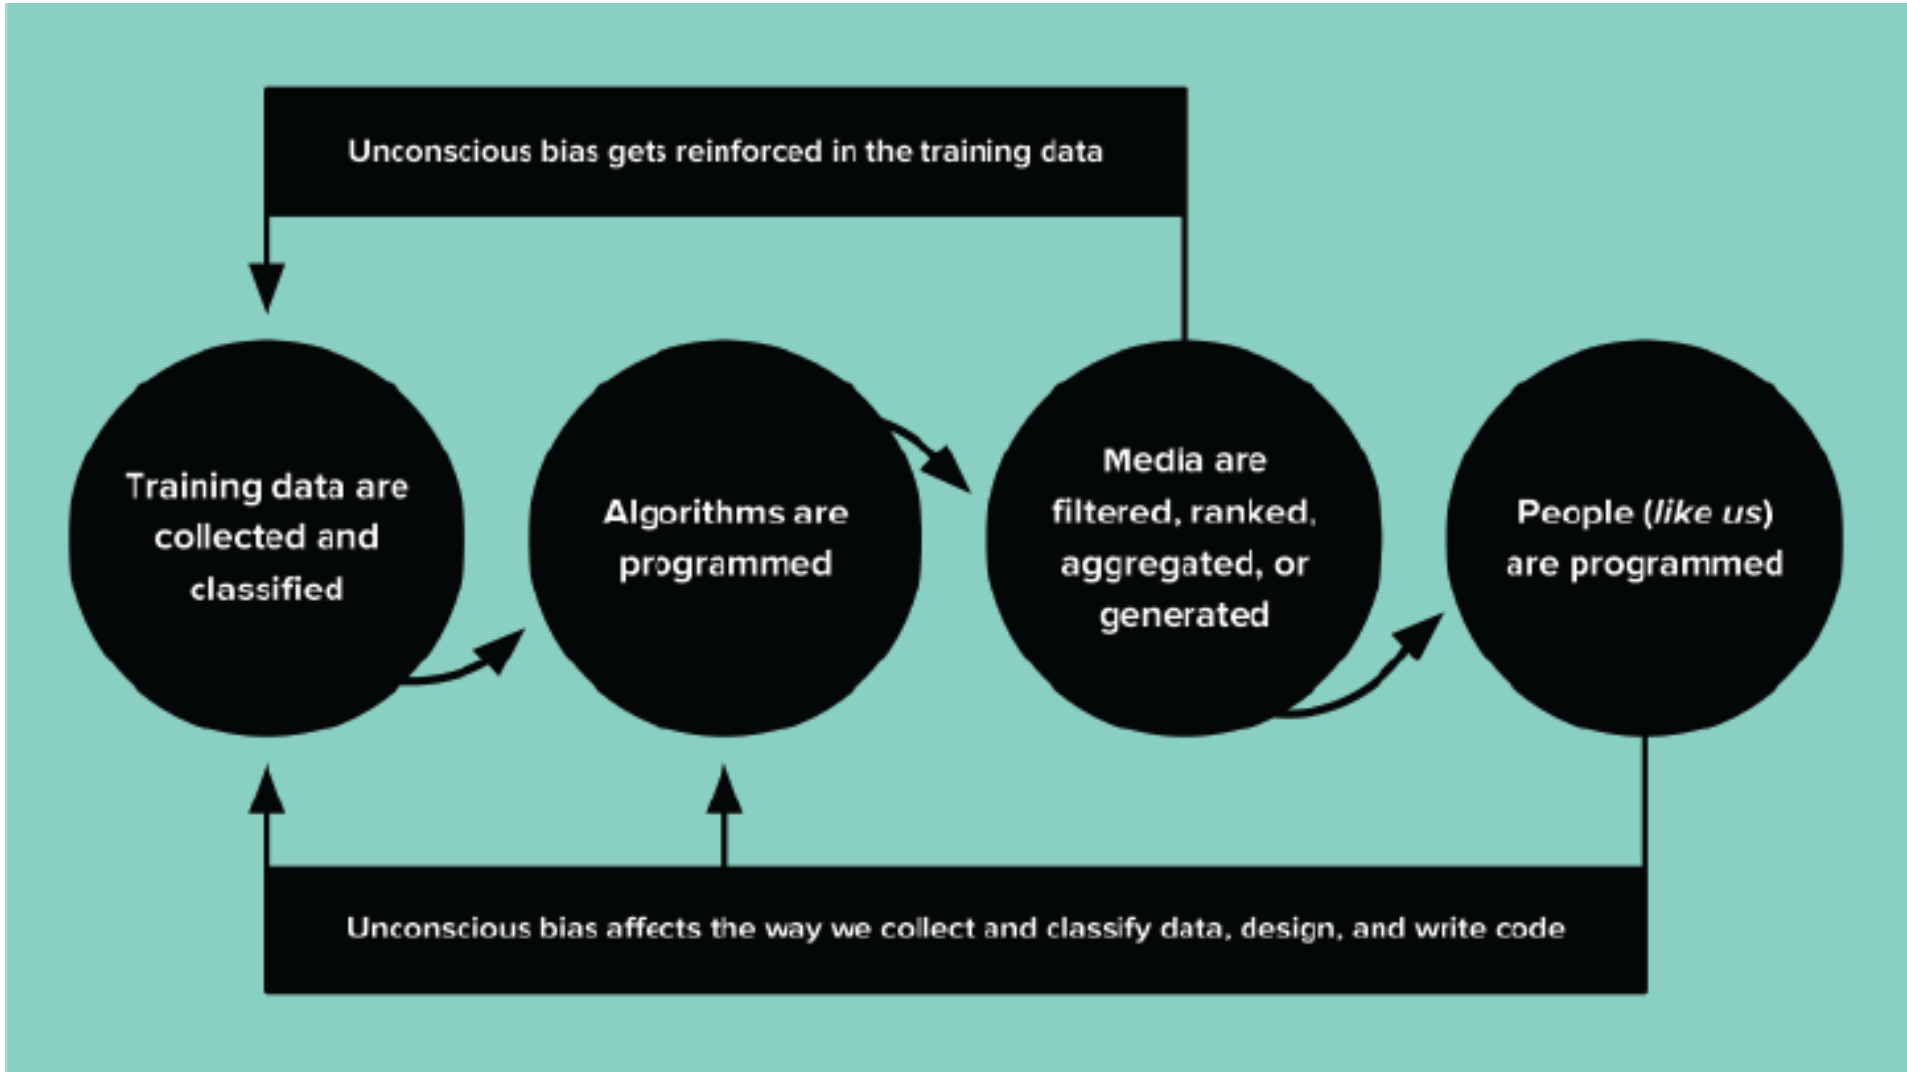 Unconscious bias gets reinforced in the training data
Training data are
collected and
classified
Algorithms are
programmed
Media are
filtered, ranked,
aggregated, or
generated
People (like us)
are programmed
Unconscious bias affects the way we collect and classify data, design, and write code